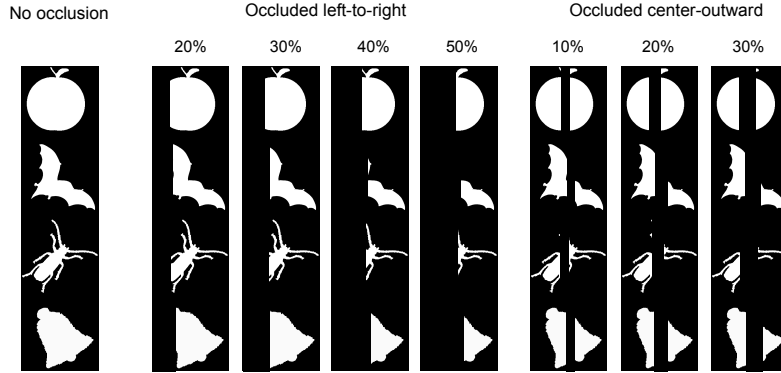 No occlusion
Occluded left-to-right
Occluded center-outward
20%
30%
40%
50%
10%
20%
30%